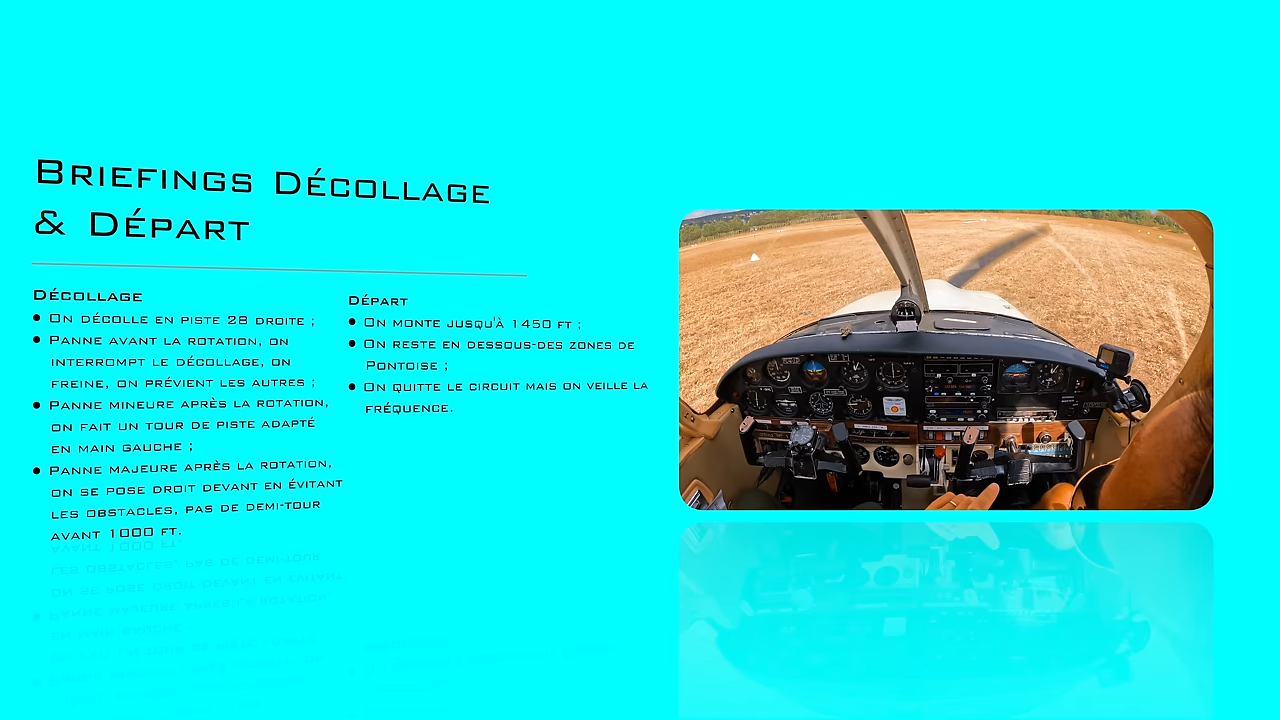 Briefings Décollage
& Départ
Décollage
• On décolle en piste 28 droite ;
• Panne avant la rotation, on
interrompt le décollage, on
freine, on prévient les autres ;
• Panne mineure après la rotation,
on fait un tour de piste adapté
en main gauche ;
• Panne majeure après la rotation,
on se pose droit devant en évitant
les obstacles, pas de demi-tour
avant 1000 ft.
Départ
• On monte jusqu'à 1450 ft ;
• On reste en dessous-des zones de
Pontoise ;
• On quitte le circuit mais on veille la
fréquence.